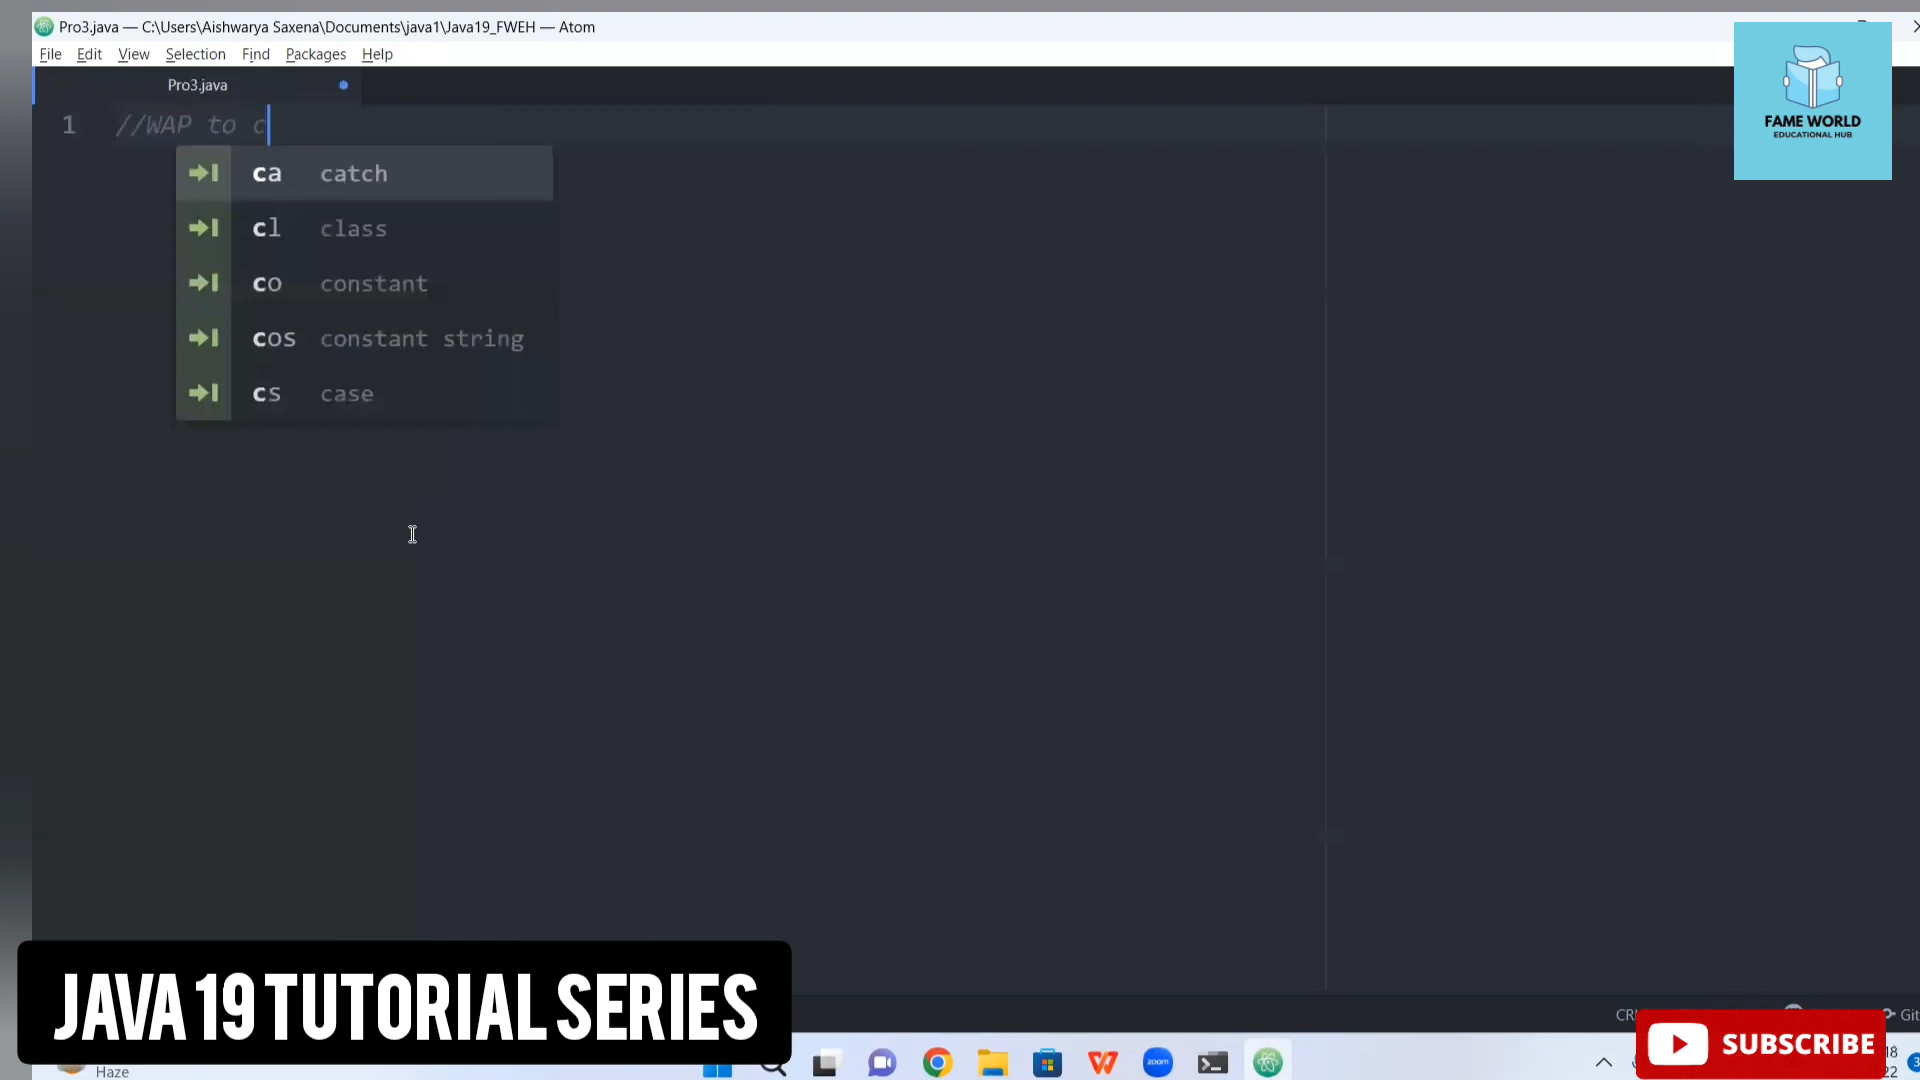 Pro3.java — C:\Users\Aishwarya Saxena\Documents\java1\Java19_FWEH — Atom
File Edit View Selection Find Packages Help
Pro3.java
FAME WORLD
EDUCATIONAL HUB
1 //WAP to c
ca catch
cl class
co constant
cos constant string
cs case
JAVA 19 TUTORIAL SERIES
SUBSCRIBE
zoom
Haze